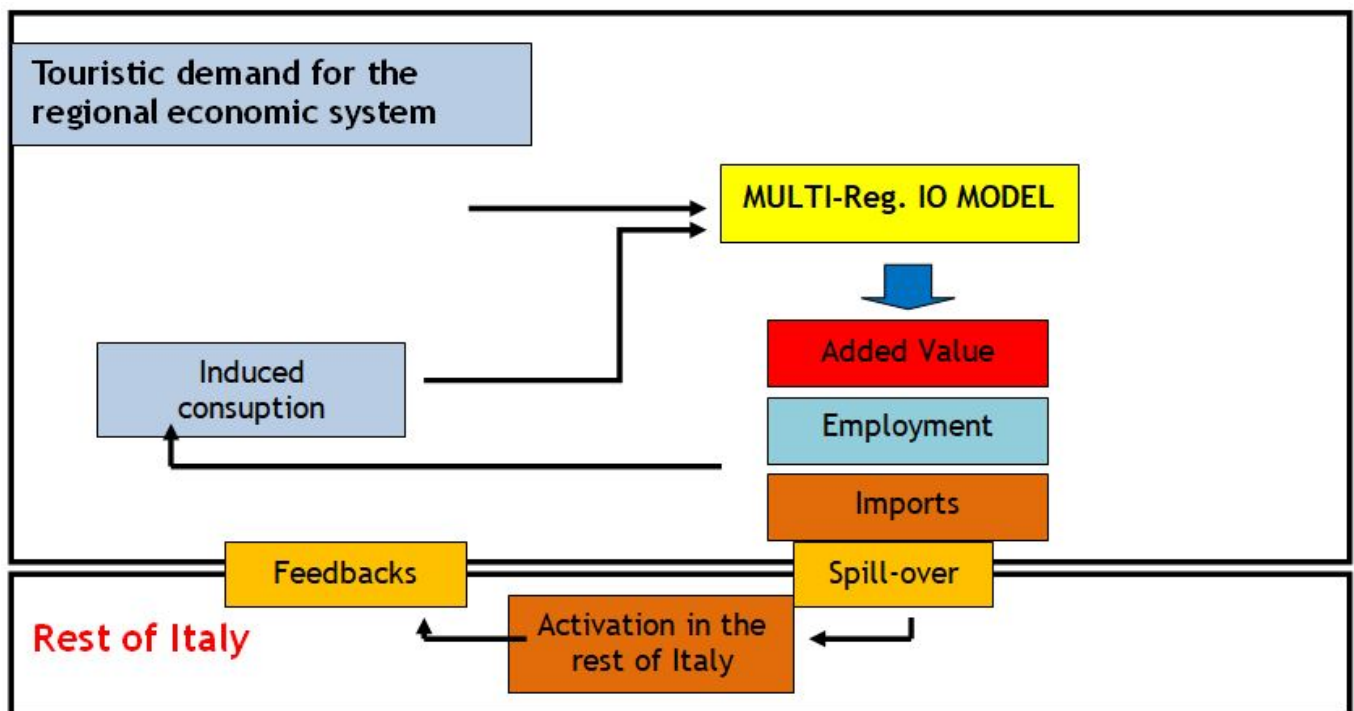 Touristic demand for the
regional economic system
MULTI-Reg. IO MODEL
Added Value
Induced
consuption
Employment
Imports
Feedbacks
Spill-over
Rest of Italy
Activation in the
rest of Italy